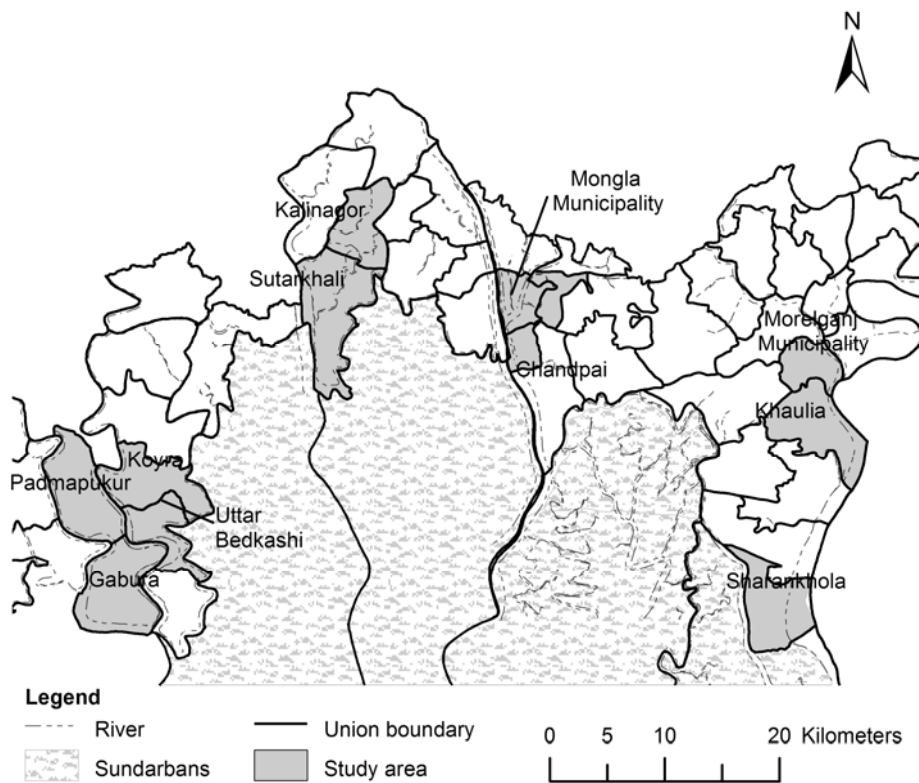 N
Mongla
Municipality
Kalinagor
Sutarkhali
Morelganj
Municipality
Chandpai
Khaulia
Koyra
Padmapukur
Uttar
Bedkashi
Gabura
Sharankhola
Legend
River
Union boundary
Sundarbans
Study area
0 5 10 20 Kilometers